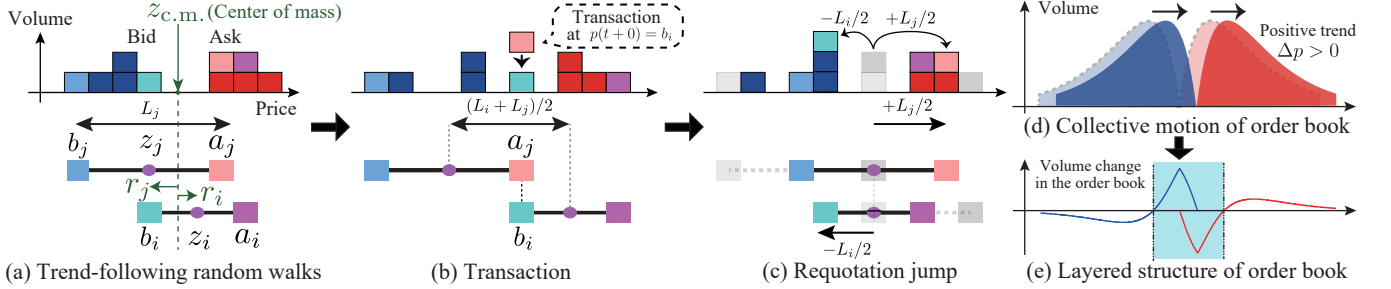 z_{c.m.} (Center of mass)
Volume
Bid
Ask
Price
L_j
b_j
z_j
a_j
r_j
r_i
b_i
z_i
a_i
(a) Trend-following random walks
Transaction
at p(t+0) = b_i
(L_i + L_j)/2
a_j
b_i
(b) Transaction
−L_i/2
+L_j/2
+L_j/2
−L_i/2
(c) Requotation jump
Volume
Positive trend
Δp > 0
(d) Collective motion of order book
Volume change
in the order book
(e) Layered structure of order book